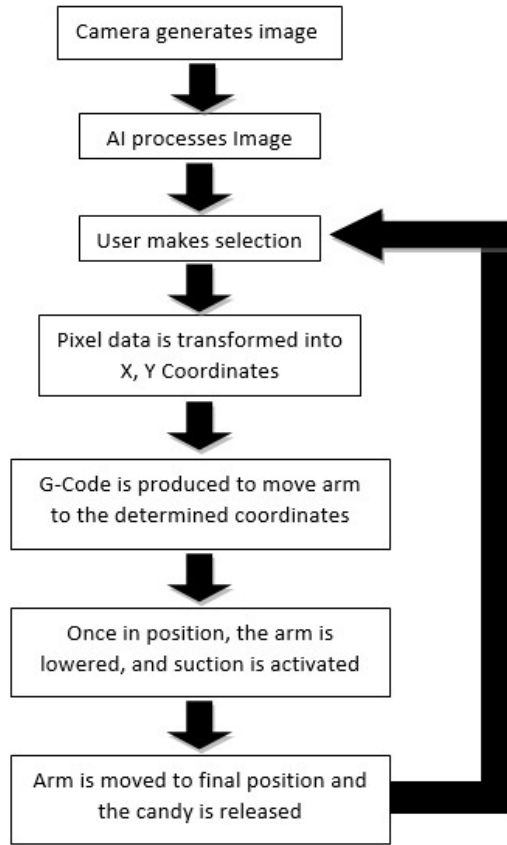 Camera generates image
AI processes Image
User makes selection
Pixel data is transformed into
X, Y Coordinates
G-Code is produced to move arm
to the determined coordinates
Once in position, the arm is
lowered, and suction is activated
Arm is moved to final position and
the candy is released